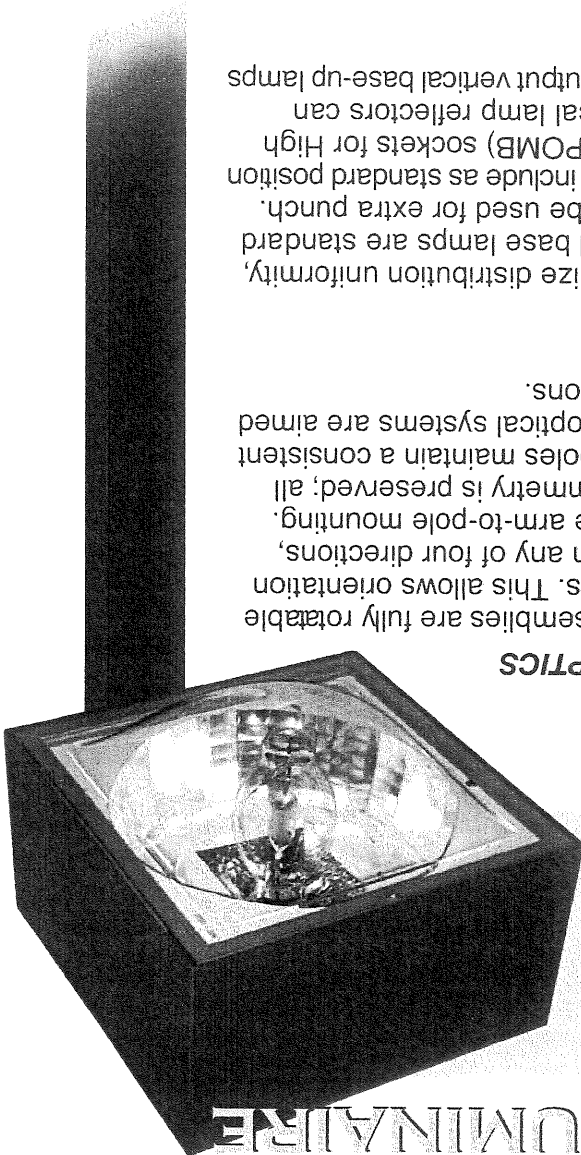 UMINAIRE
PTICS
semblies are fully rotatable
s. This allows orientation
n any of four directions,
e arm-to-pole mounting.
mmetry is preserved; all
oles maintain a consistent
optical systems are aimed
ons.
ize distribution uniformity,
l base lamps are standard
be used for extra punch.
include as standard position
POMB) sockets for High
cal lamp reflectors can
utput vertical base-up lamps